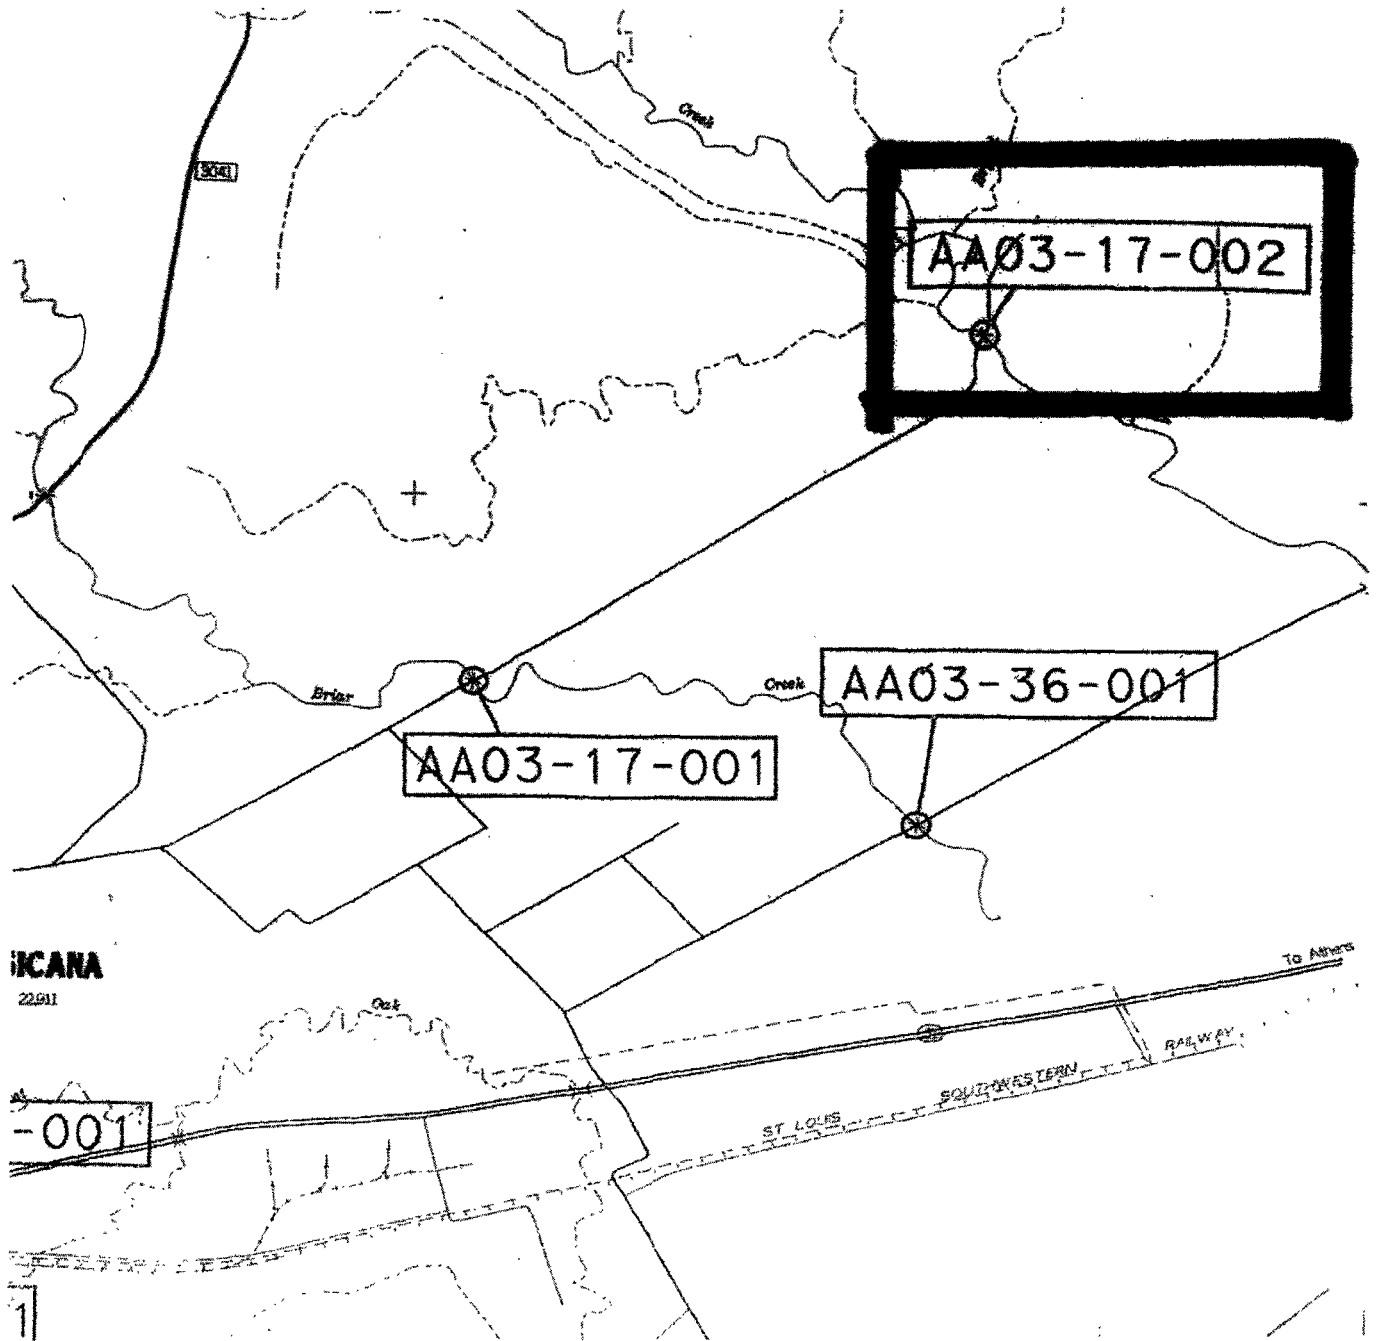 Creek
3041
AA03-17-002
Briar
Creek
AA03-36-001
AA03-17-001
SICANA
22,911
To Athens
Oak
RAILWAY
SOUTHWESTERN
ST LOUIS
-001
1